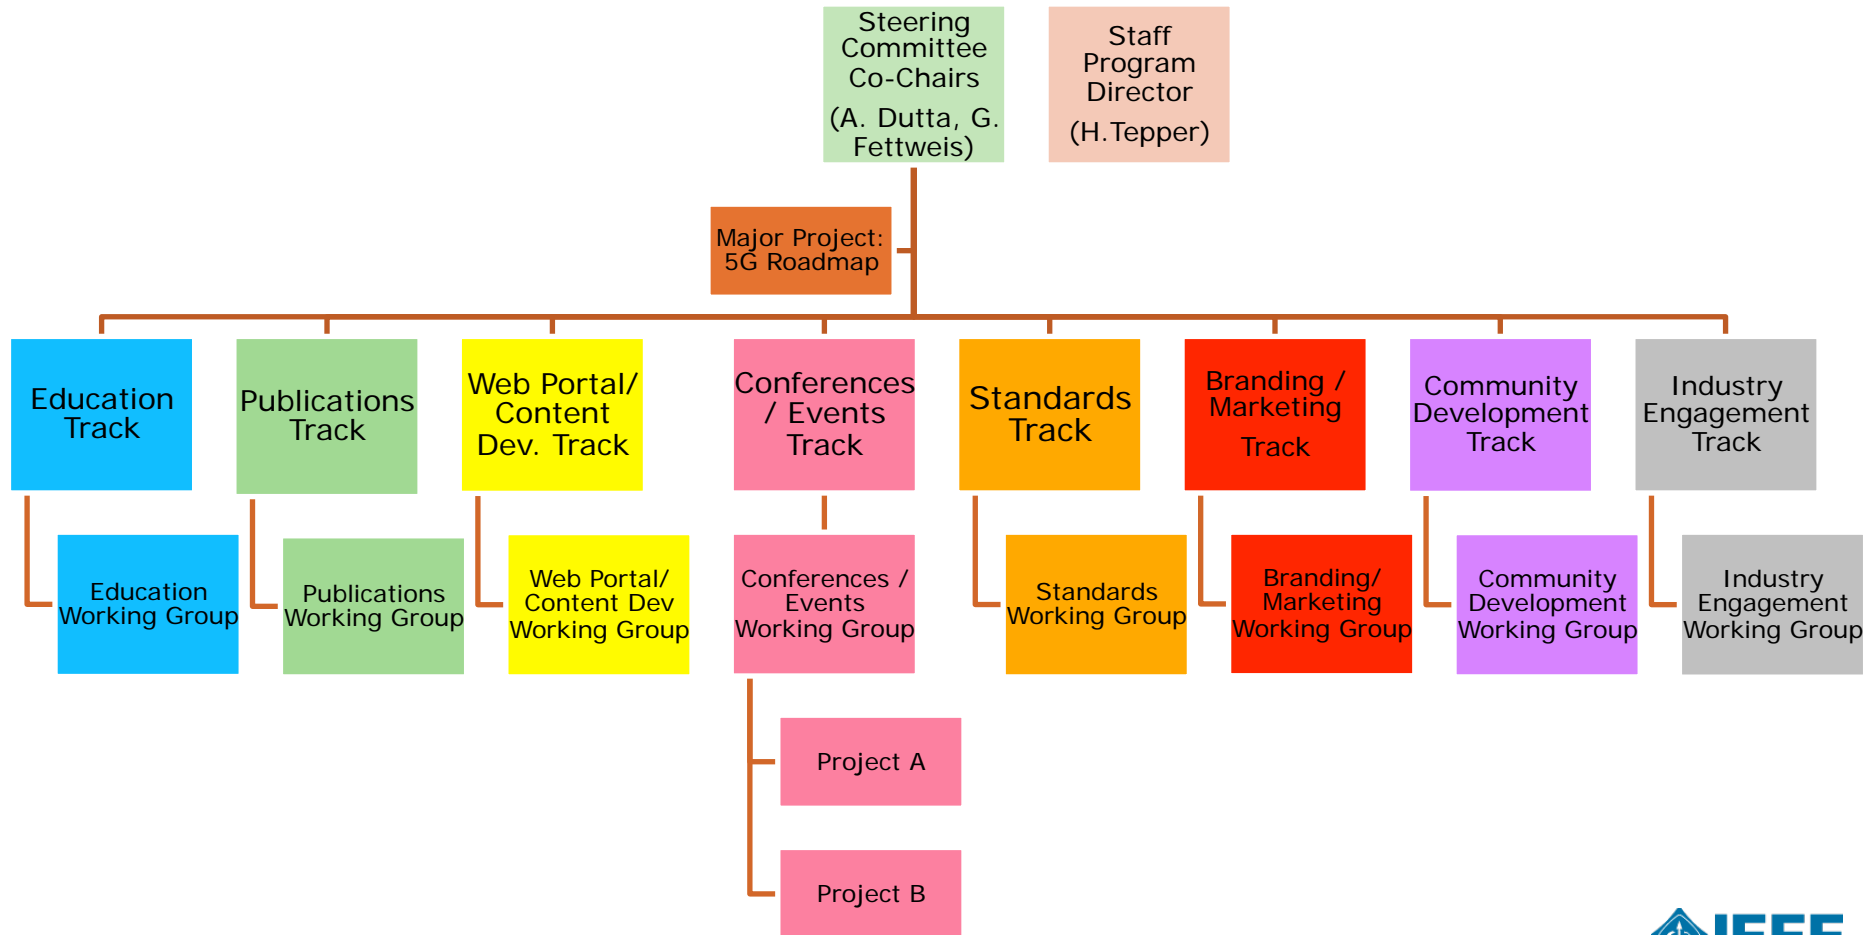 Steering
Committee
Co-Chairs
(A. Dutta, G.
Fettweis)
Staff
Program
Director
(H.Tepper)
Major Project:
5G Roadmap
Education
Track
Publications
Track
Web Portal/
Content
Dev. Track
Conferences
/ Events
Track
Standards
Track
Branding /
Marketing
Track
Community
Development
Track
Industry
Engagement
Track
Education
Working Group
Publications
Working Group
Web Portal/
Content Dev
Working Group
Conferences /
Events
Working Group
Standards
Working Group
Branding/
Marketing
Working Group
Community
Development
Working Group
Industry
Engagement
Working Group
Project A
Project B
IEEE